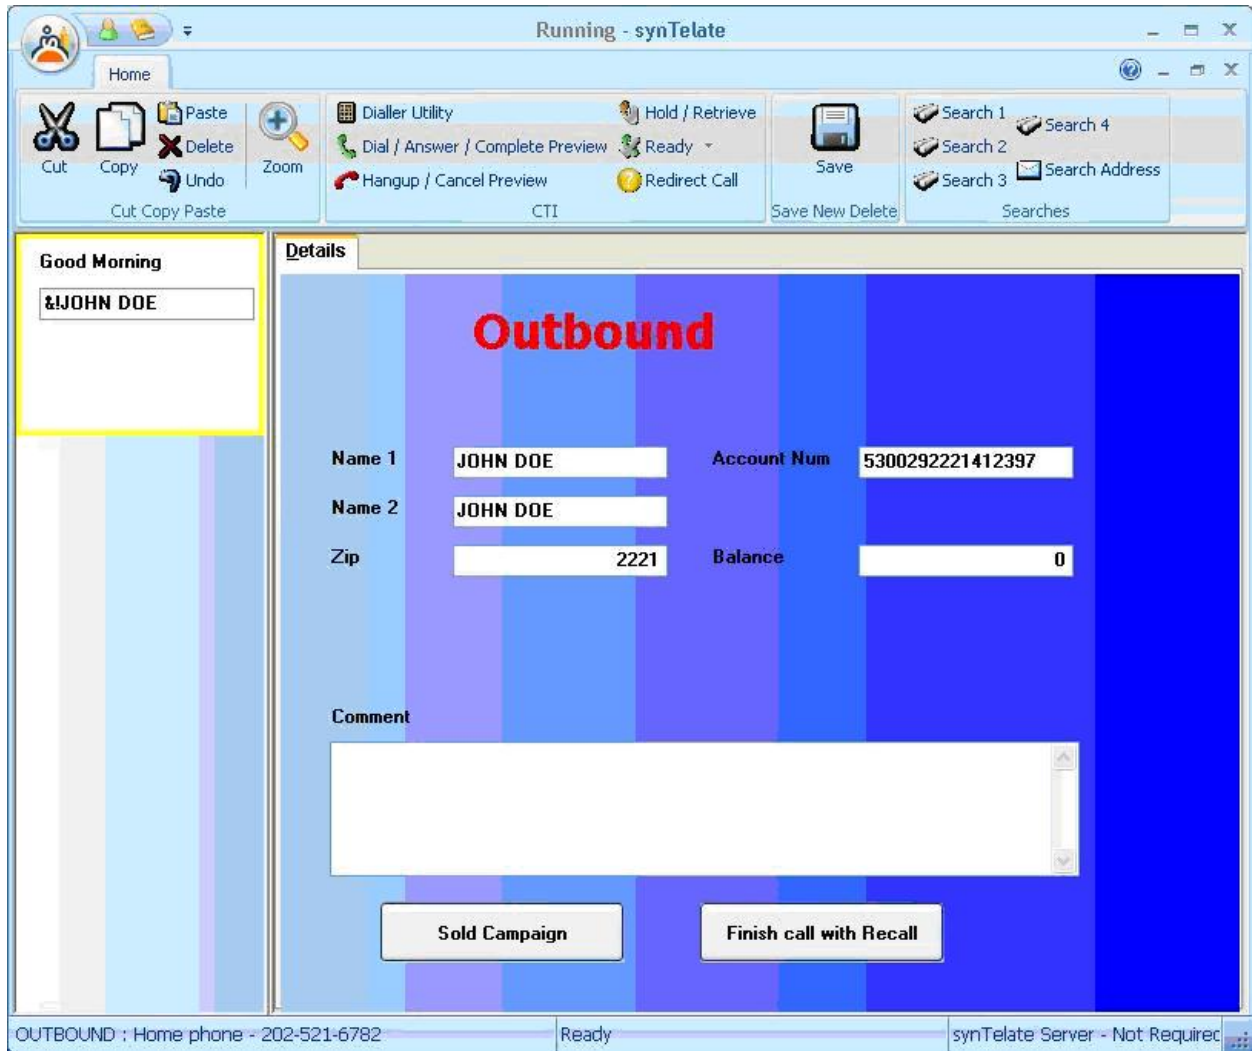 Running - synTelate
Home
Cut
Copy
Paste
Delete
Undo
Zoom
Cut Copy Paste
Dialler Utility
Dial / Answer / Complete Preview
Hangup / Cancel Preview
Hold / Retrieve
Ready
Redirect Call
CTI
Save
Save New Delete
Search 1
Search 2
Search 3
Search 4
Search Address
Searches
Good Morning
&!JOHN DOE
Details
Outbound
Name 1 JOHN DOE Account Num 5300292221412397
Name 2 JOHN DOE
Zip 2221 Balance 0
Comment
Sold Campaign Finish call with Recall
OUTBOUND : Home phone - 202-521-6782 Ready synTelate Server - Not Required